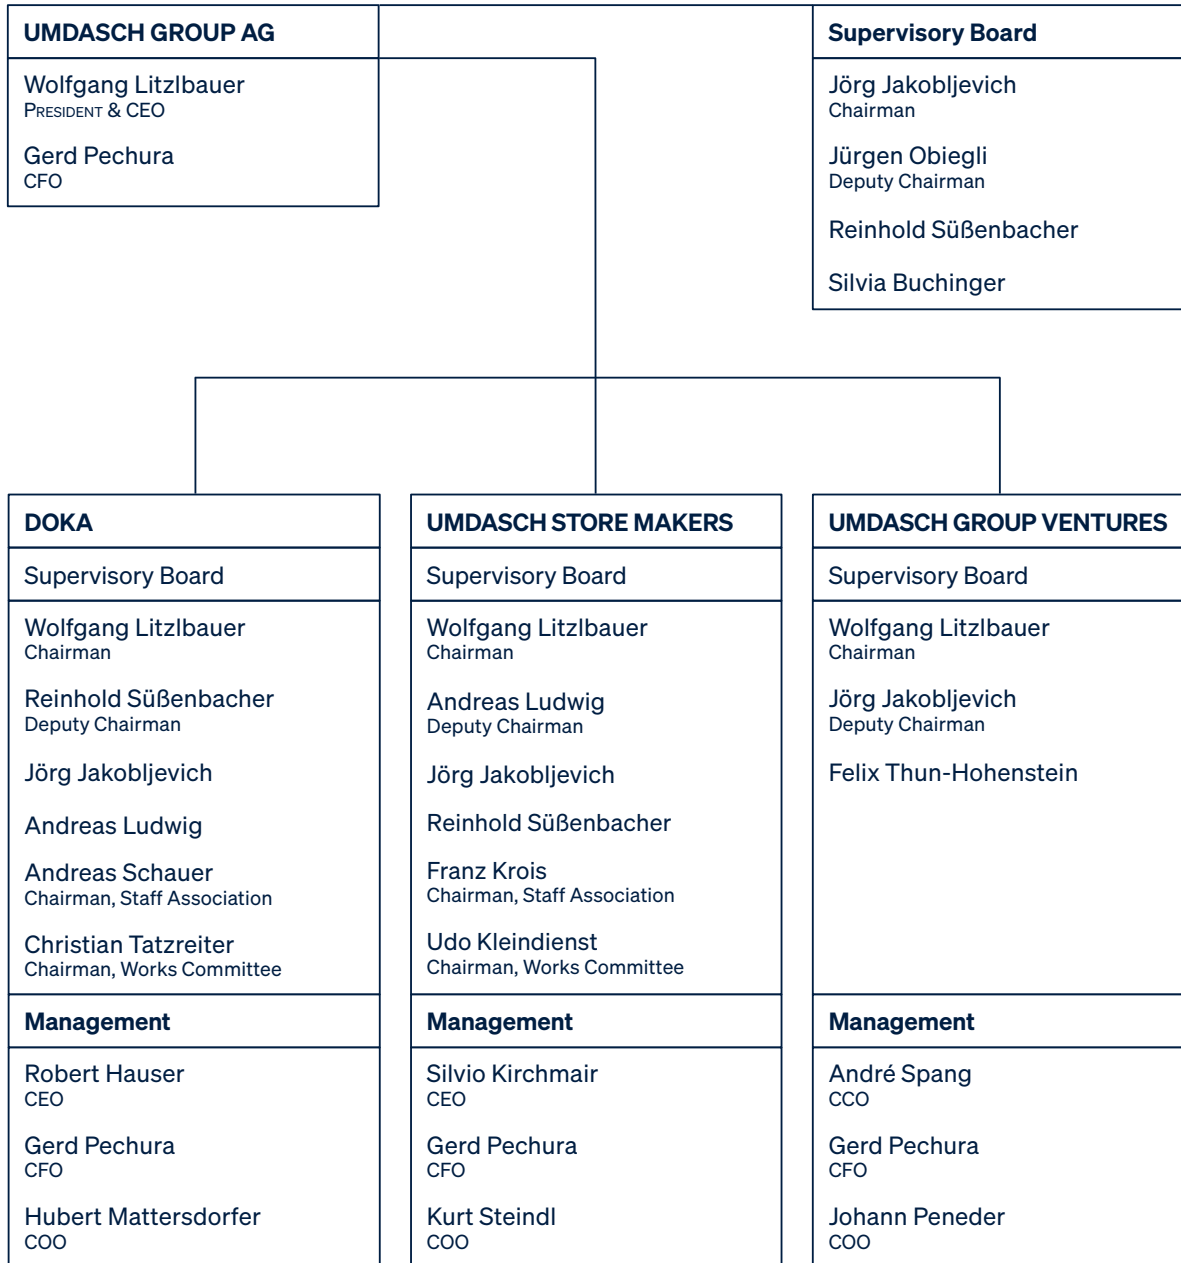 UMDASCH GROUP AG
Wolfgang Litzlbauer
PRESIDENT & CEO
Gerd Pechura
CFO
Supervisory Board
Jörg Jakobljevich
Chairman
Jürgen Obiegli
Deputy Chairman
Reinhold Süßenbacher
Silvia Buchinger
DOKA
Supervisory Board
Wolfgang Litzlbauer
Chairman
Reinhold Süßenbacher
Deputy Chairman
Jörg Jakobljevich
Andreas Ludwig
Andreas Schauer
Chairman, Staff Association
Christian Tatzreiter
Chairman, Works Committee
Management
Robert Hauser
CEO
Gerd Pechura
CFO
Hubert Mattersdorfer
COO
UMDASCH STORE MAKERS
Supervisory Board
Wolfgang Litzlbauer
Chairman
Andreas Ludwig
Deputy Chairman
Jörg Jakobljevich
Reinhold Süßenbacher
Franz Krois
Chairman, Staff Association
Udo Kleindienst
Chairman, Works Committee
Management
Silvio Kirchmair
CEO
Gerd Pechura
CFO
Kurt Steindl
COO
UMDASCH GROUP VENTURES
Supervisory Board
Wolfgang Litzlbauer
Chairman
Jörg Jakobljevich
Deputy Chairman
Felix Thun-Hohenstein
Management
André Spang
CCO
Gerd Pechura
CFO
Johann Peneder
COO